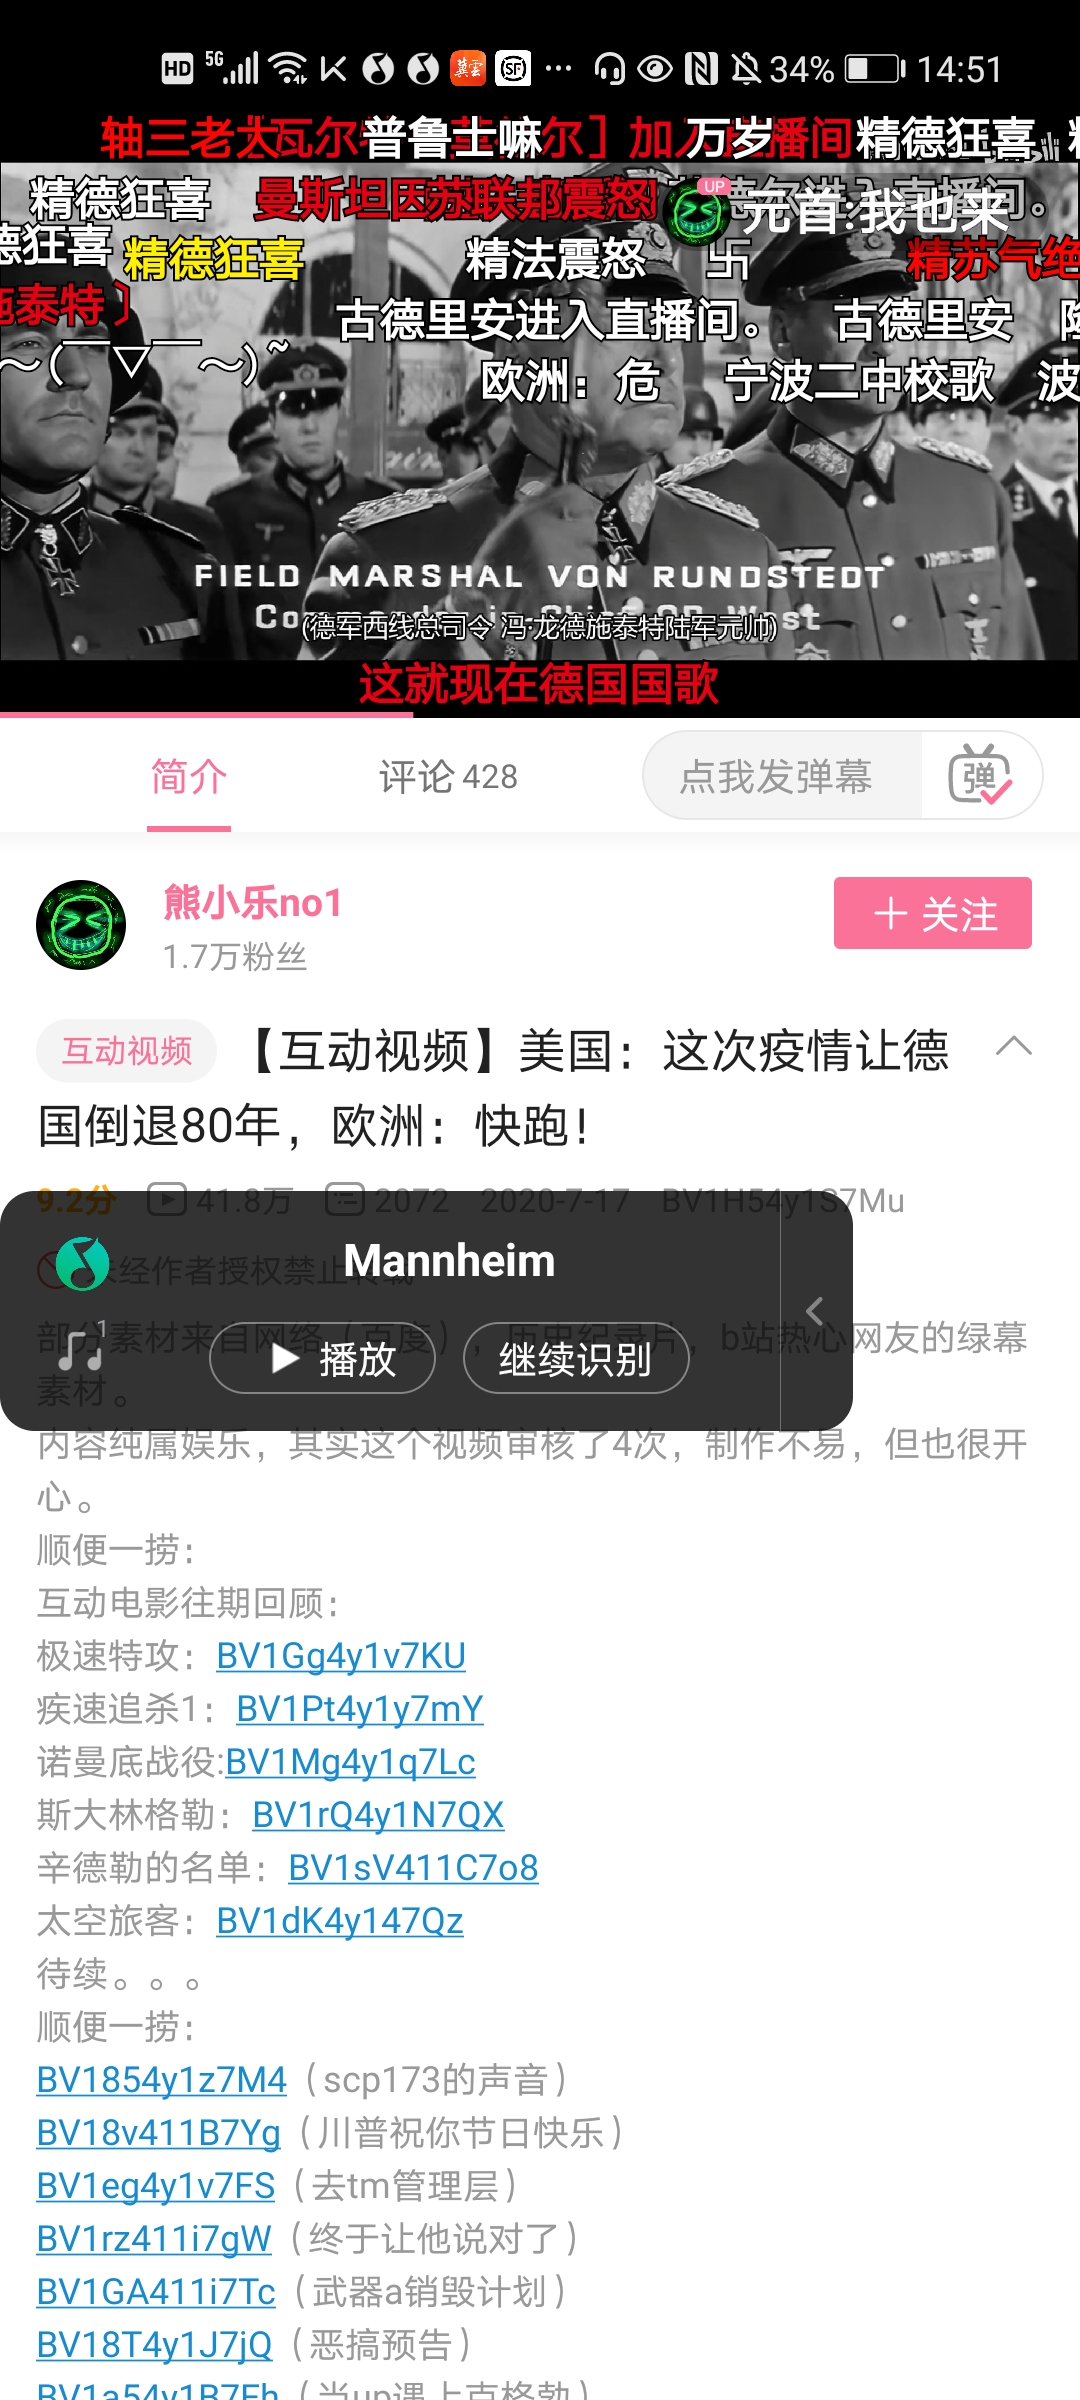 HD 5G 34% 14:51
普鲁士嘛 万岁 精德狂喜
精德狂喜 曼斯坦因 苏联邦震怒 UP 元首:我也来
德狂喜 精德狂喜 精法震怒 卐 精苏气绝
施泰特〕 古德里安进入直播间。 古德里安
～(￣▽￣～)~ 欧洲：危 宁波二中校歌 波
FIELD MARSHAL VON RUNDSTEDT
(德军西线总司令 冯·龙德施泰特陆军元帅)
这就现在德国国歌
简介 评论 428 点我发弹幕 弹
熊小乐no1
1.7万粉丝
＋关注
互动视频 【互动视频】美国：这次疫情让德
国倒退80年，欧洲：快跑！
9.2分 41.8万 2072 2020-7-17 BV1H54y1S7Mu
未经作者授权禁止转载
Mannheim
部分素材来自网络（百度），历史纪录片，b站热心网友的绿幕
素材。
1 播放 继续识别
内容纯属娱乐，其实这个视频审核了4次，制作不易，但也很开
心。
顺便一捞：
互动电影往期回顾：
极速特攻：BV1Gg4y1v7KU
疾速追杀1：BV1Pt4y1y7mY
诺曼底战役:BV1Mg4y1q7Lc
斯大林格勒：BV1rQ4y1N7QX
辛德勒的名单：BV1sV411C7o8
太空旅客：BV1dK4y147Qz
待续。。。
顺便一捞：
BV1854y1z7M4（scp173的声音）
BV18v411B7Yg（川普祝你节日快乐）
BV1eg4y1v7FS（去tm管理层）
BV1rz411i7gW（终于让他说对了）
BV1GA411i7Tc（武器a销毁计划）
BV18T4y1J7jQ（恶搞预告）
BV1a54y1B7Eh（当up遇上克格勃）